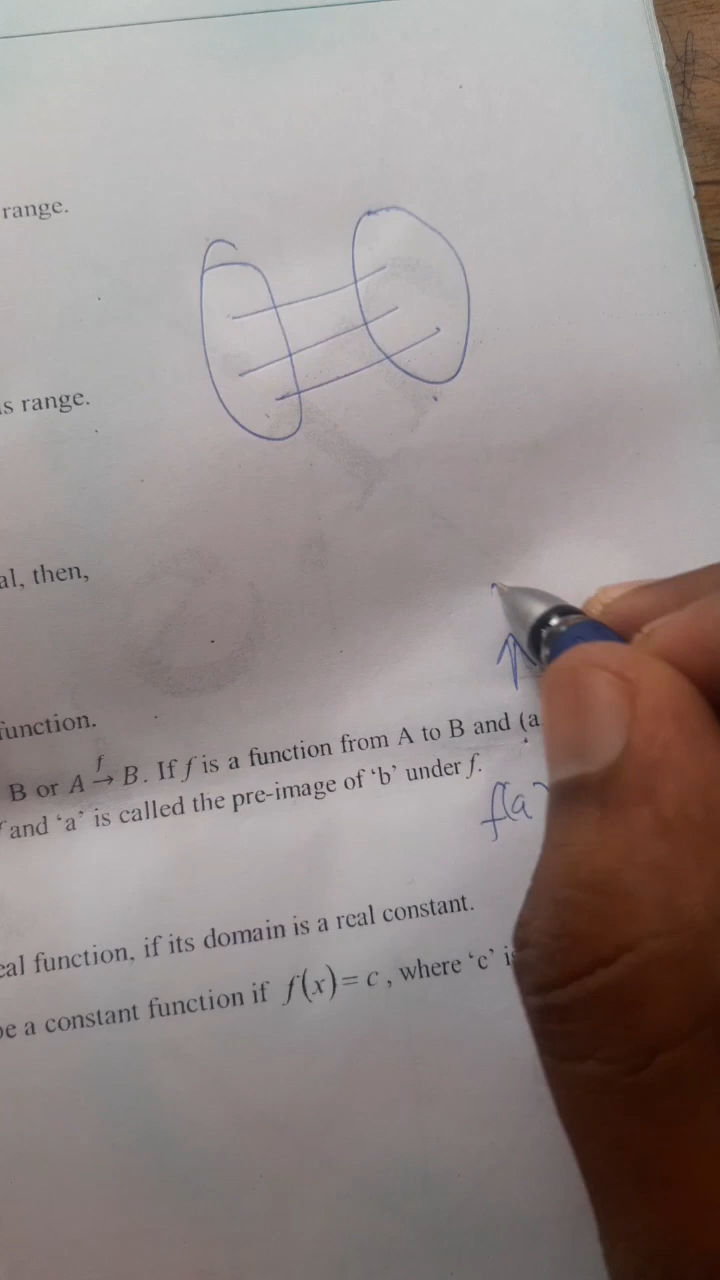 range.
s range.
al, then,
function.
B or A f→ B. If f is a function from A to B and (a
and 'a' is called the pre-image of 'b' under f.
f(a
eal function, if its domain is a real constant.
be a constant function if f(x)= c , where 'c' is